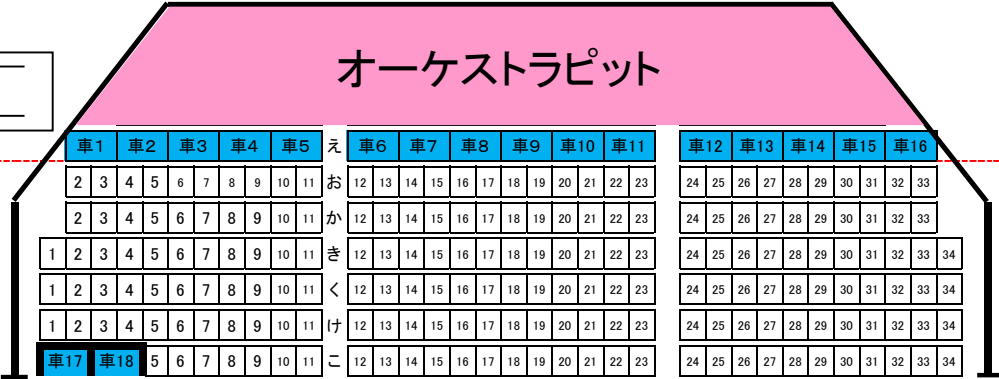 オーケストラピット
車1 車2 車3 車4 車5 え 車6 車7 車8 車9 車10 車11 車12 車13 車14 車15 車16
2 3 4 5 6 7 8 9 10 11 お 12 13 14 15 16 17 18 19 20 21 22 23 24 25 26 27 28 29 30 31 32 33
2 3 4 5 6 7 8 9 10 11 か 12 13 14 15 16 17 18 19 20 21 22 23 24 25 26 27 28 29 30 31 32 33
1 2 3 4 5 6 7 8 9 10 11 き 12 13 14 15 16 17 18 19 20 21 22 23 24 25 26 27 28 29 30 31 32 33 34
1 2 3 4 5 6 7 8 9 10 11 く 12 13 14 15 16 17 18 19 20 21 22 23 24 25 26 27 28 29 30 31 32 33 34
1 2 3 4 5 6 7 8 9 10 11 け 12 13 14 15 16 17 18 19 20 21 22 23 24 25 26 27 28 29 30 31 32 33 34
車17 車18 5 6 7 8 9 10 11 こ 12 13 14 15 16 17 18 19 20 21 22 23 24 25 26 27 28 29 30 31 32 33 34